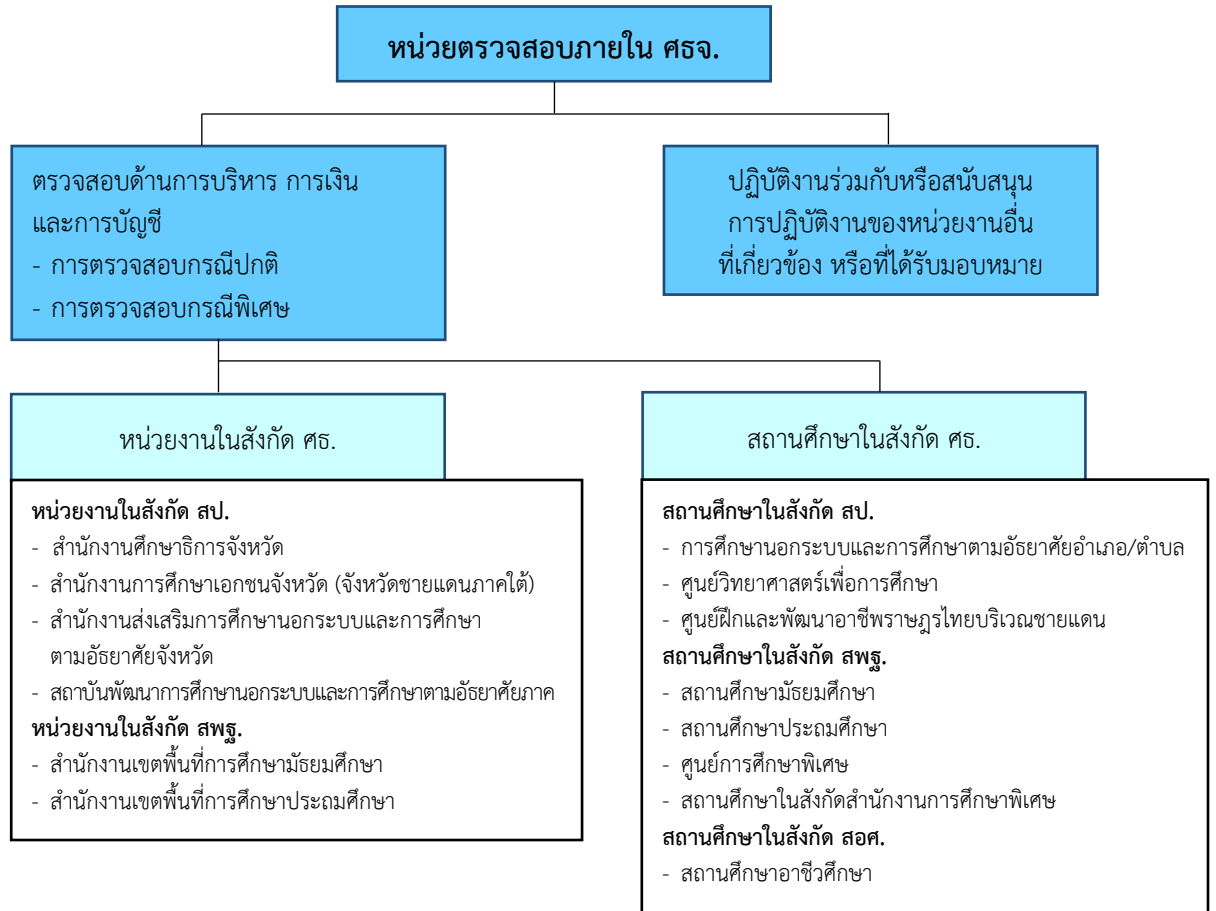 หน่วยตรวจสอบภายใน ศธจ.
ตรวจสอบด้านการบริหาร การเงิน
และการบัญชี
- การตรวจสอบกรณีปกติ
- การตรวจสอบกรณีพิเศษ
ปฏิบัติงานร่วมกับหรือสนับสนุน
การปฏิบัติงานของหน่วยงานอื่น
ที่เกี่ยวข้อง หรือที่ได้รับมอบหมาย
หน่วยงานในสังกัด ศธ.
หน่วยงานในสังกัด สป.
- สำนักงานศึกษาธิการจังหวัด
- สำนักงานการศึกษาเอกชนจังหวัด (จังหวัดชายแดนภาคใต้)
- สำนักงานส่งเสริมการศึกษานอกระบบและการศึกษา
ตามอัธยาศัยจังหวัด
- สถาบันพัฒนาการศึกษานอกระบบและการศึกษาตามอัธยาศัยภาค
หน่วยงานในสังกัด สพฐ.
- สำนักงานเขตพื้นที่การศึกษามัธยมศึกษา
- สำนักงานเขตพื้นที่การศึกษาประถมศึกษา
สถานศึกษาในสังกัด ศธ.
สถานศึกษาในสังกัด สป.
- การศึกษานอกระบบและการศึกษาตามอัธยาศัยอำเภอ/ตำบล
- ศูนย์วิทยาศาสตร์เพื่อการศึกษา
- ศูนย์ฝึกและพัฒนาอาชีพราษฎรไทยบริเวณชายแดน
สถานศึกษาในสังกัด สพฐ.
- สถานศึกษามัธยมศึกษา
- สถานศึกษาประถมศึกษา
- ศูนย์การศึกษาพิเศษ
- สถานศึกษาในสังกัดสำนักงานการศึกษาพิเศษ
สถานศึกษาในสังกัด สอศ.
- สถานศึกษาอาชีวศึกษา